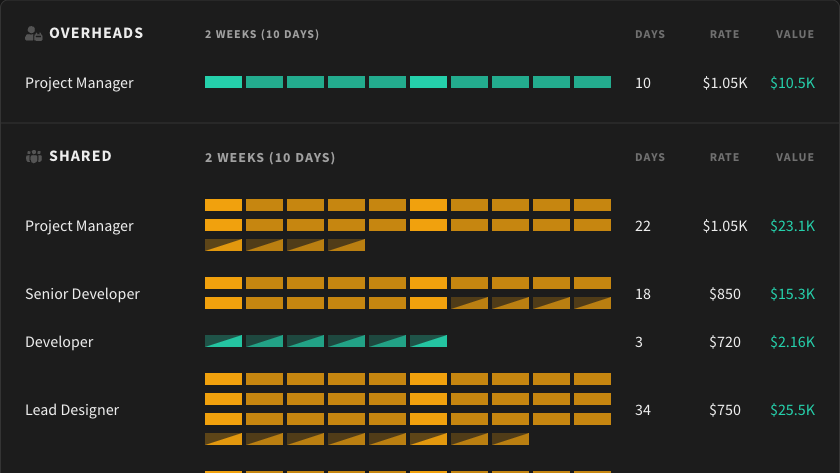 OVERHEADS 2 WEEKS (10 DAYS) DAYS RATE VALUE
Project Manager 10 $1.05K $10.5K
SHARED 2 WEEKS (10 DAYS) DAYS RATE VALUE
Project Manager 22 $1.05K $23.1K
Senior Developer 18 $850 $15.3K
Developer 3 $720 $2.16K
Lead Designer 34 $750 $25.5K